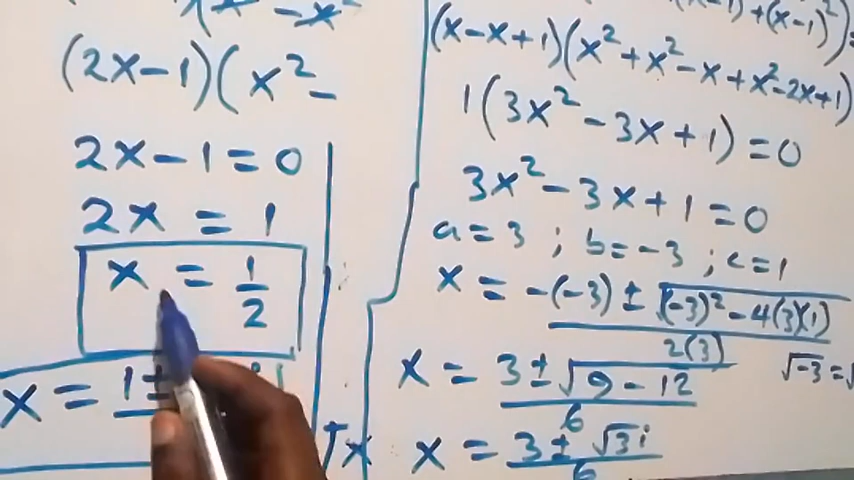 (2x-1)(x²-
2x-1=0
2x=1
x=1/2
x=1±
(x-x+1)(x²+x²-x+x²-2x+1)
1(3x²-3x+1)=0
3x²-3x+1=0
a=3; b=-3; c=1
x=-(-3)±√(-3)²-4(3)(1)/2(3)
x=3±√9-12/6
√-3=√
x=3±√3i/6